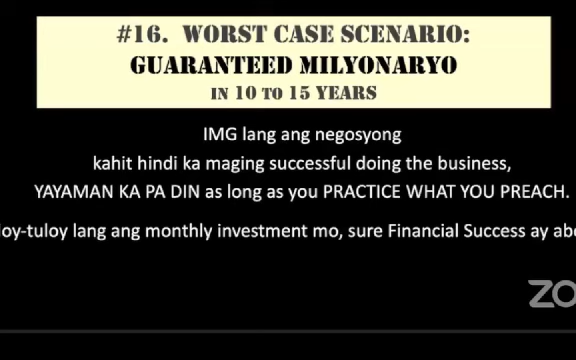 #16. WORST CASE SCENARIO:
GUARANTEED MILYONARYO
IN 10 TO 15 YEARS
IMG lang ang negosyong
kahit hindi ka maging successful doing the business,
YAYAMAN KA PA DIN as long as you PRACTICE WHAT YOU PREACH.
lang ang monthly investment mo, sure Financial Success ay